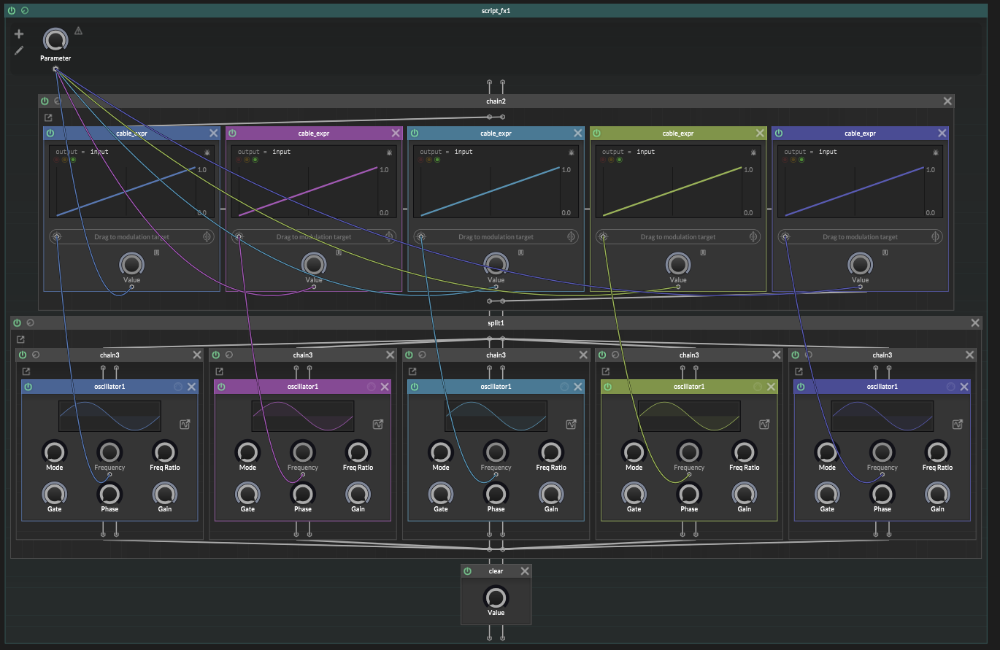 script_fx1
Parameter
chain2
cable_expr cable_expr cable_expr cable_expr cable_expr
output = input output = input output = input output = input output = input
1.0 1.0 1.0 1.0 1.0
0.0 0.0 0.0 0.0 0.0
Drag to modulation target Drag to modulation target Drag to modulation target Drag to modulation target Drag to modulation target
Value Value Value Value Value
split1
chain3 chain3 chain3 chain3 chain3
oscillator1 oscillator1 oscillator1 oscillator1 oscillator1
Mode Frequency Freq Ratio Mode Frequency Freq Ratio Mode Frequency Freq Ratio Mode Frequency Freq Ratio Mode Frequency Freq Ratio
Gate Phase Gain Gate Phase Gain Gate Phase Gain Gate Phase Gain Gate Phase Gain
clear
Value